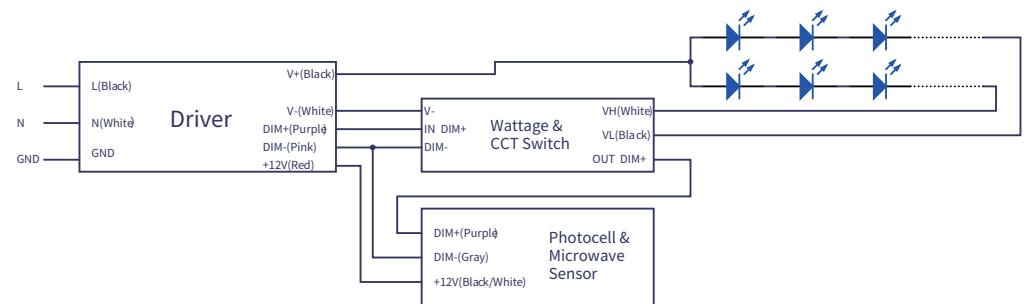 L
L(Black)
N
N(White)
GND
GND
Driver
V+(Black)
V-(White)
DIM+(Purple)
DIM-(Pink)
+12V(Red)
V-
IN DIM+
DIM-
Wattage &
CCT Switch
VH(White)
VL(Black)
OUT DIM+
DIM+(Purple)
DIM-(Gray)
+12V(Black/White)
Photocell &
Microwave
Sensor